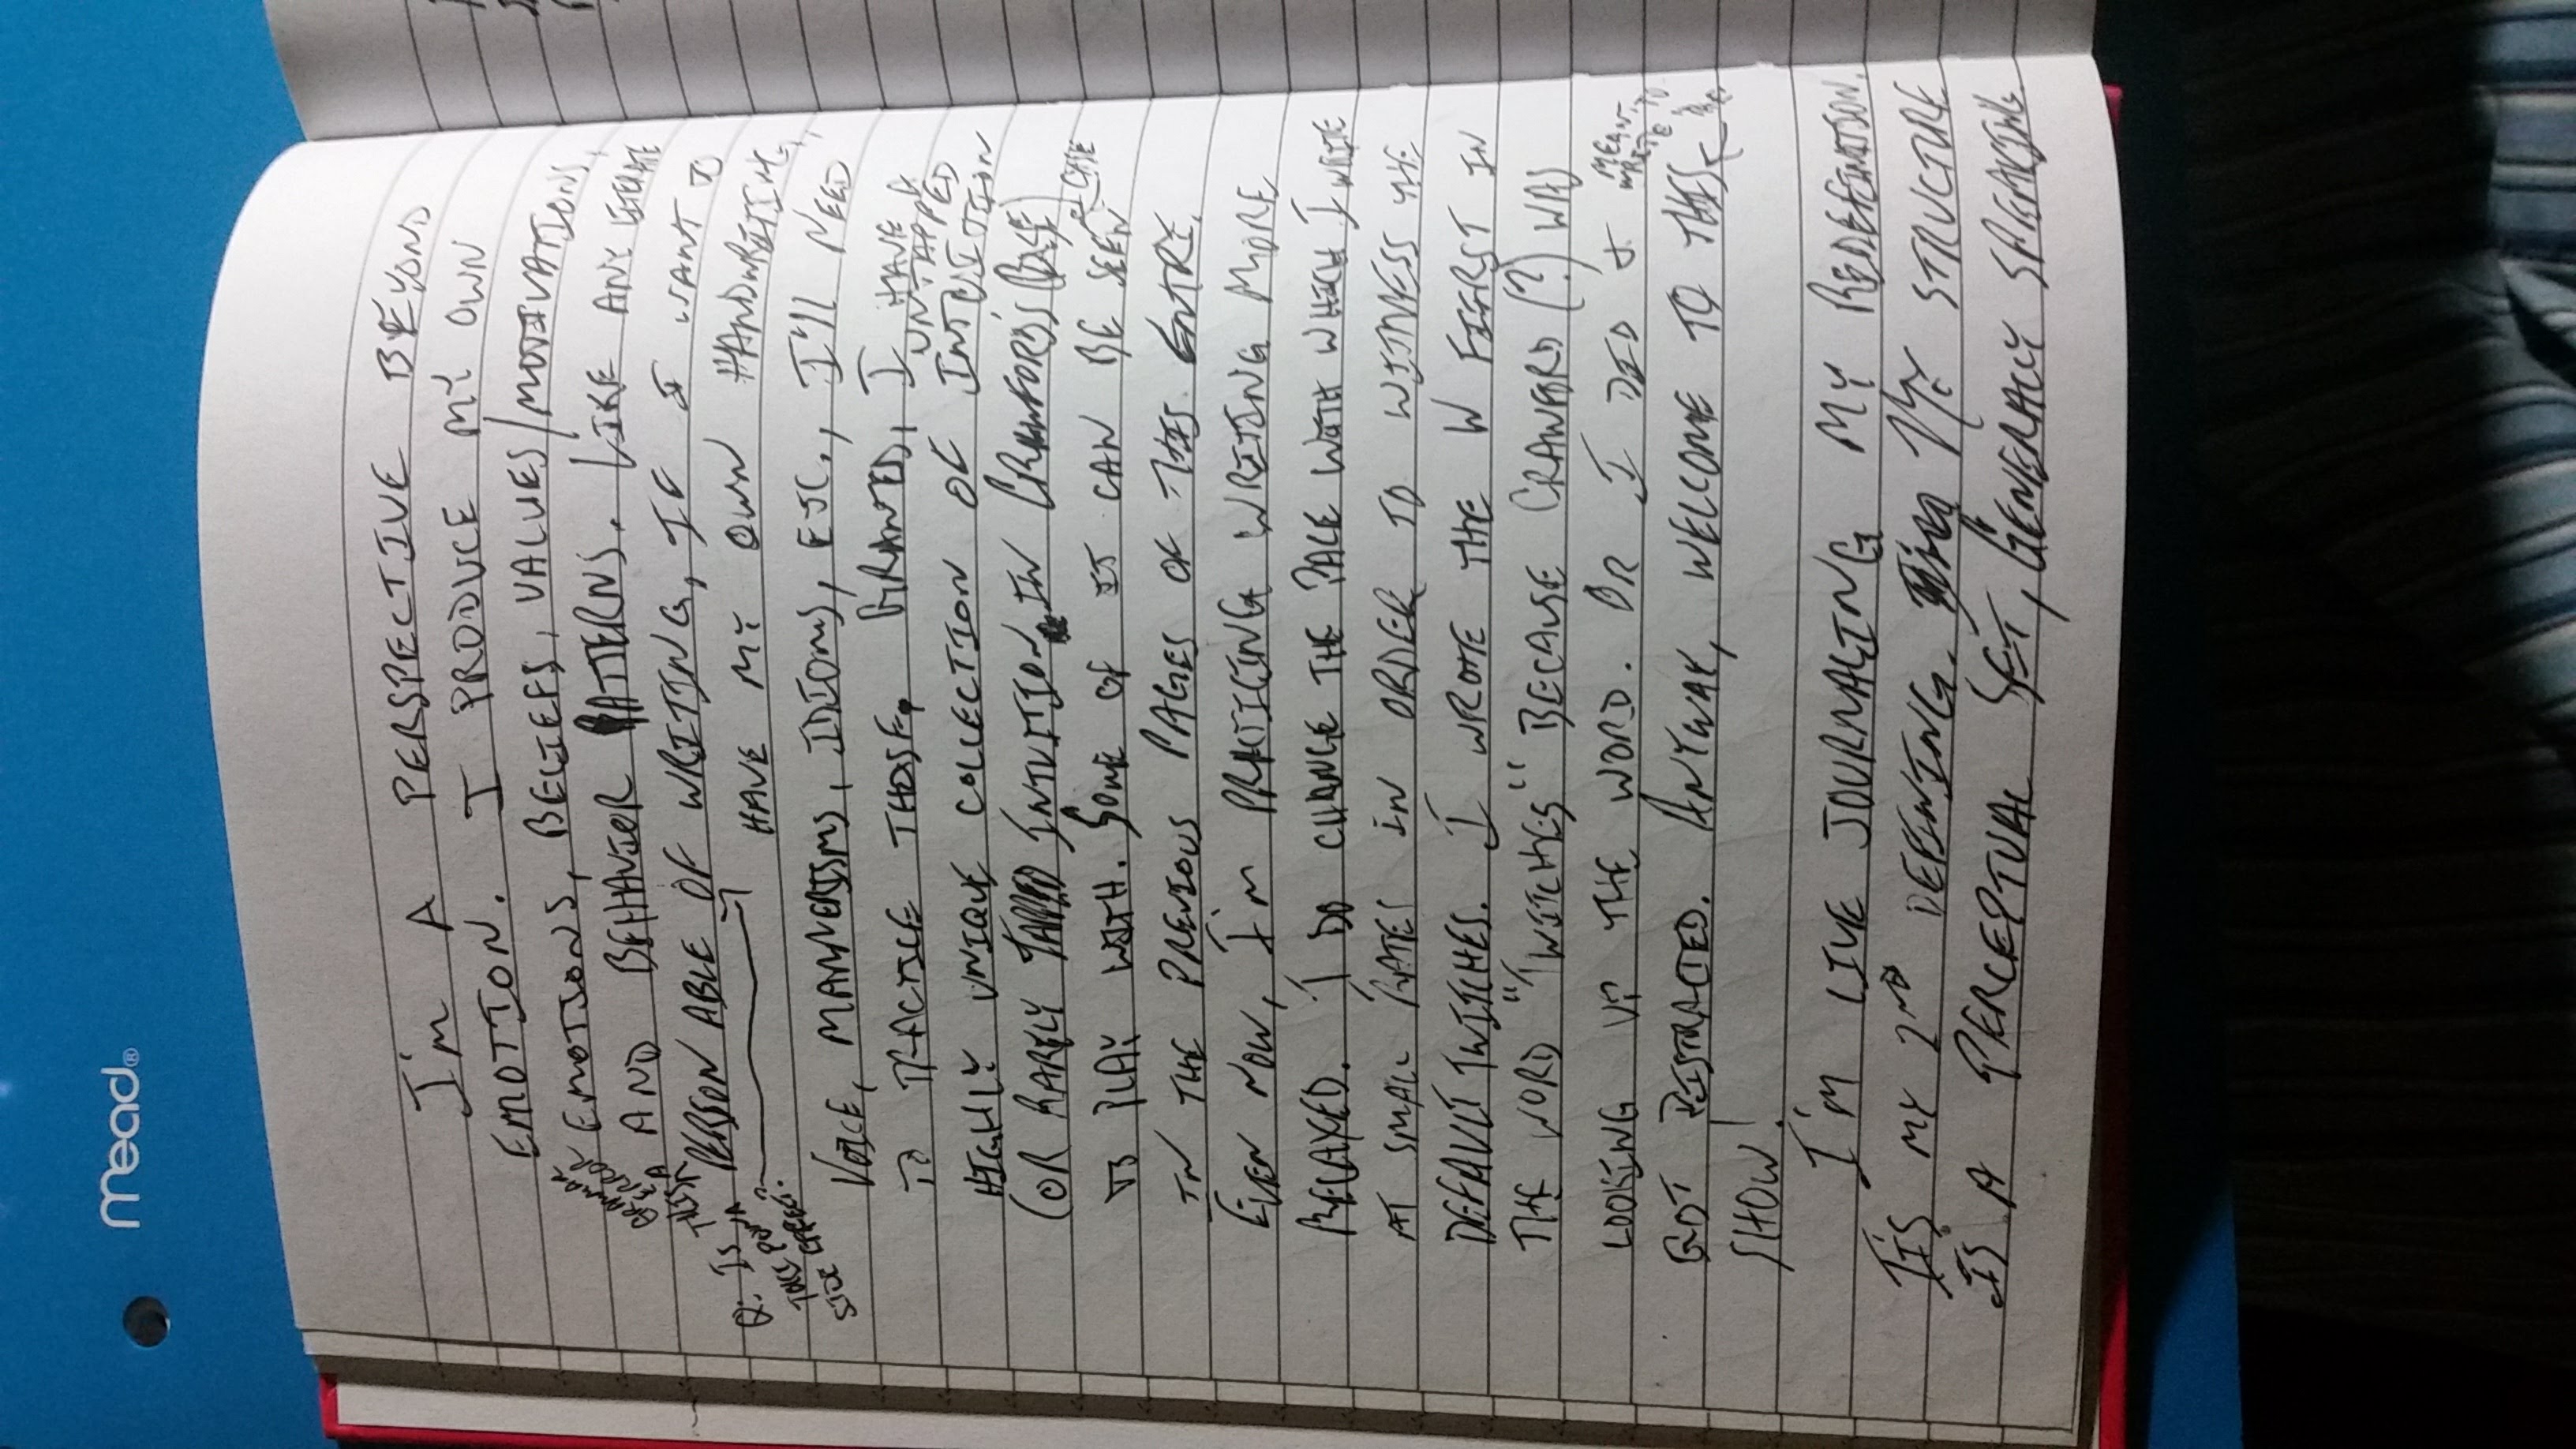 mead®
I'm A PERSPECTIVE BEYOND
EMOTION. I PRODUCE MY OWN
EMOTIONS, BELIEFS, VALUES/MOTIVATIONS,
AND BEHAVIOR PATTERNS. LIKE ANY LITERATE
PERSON ABLE OF WRITING, IF I WANT TO
HAVE MY OWN HANDWRITING,
VOICE, MANNERISMS, IDIOMS, ETC., I'll NEED
TO PRACTICE THOSE. GRANTED, I HAVE A
UNTAPPED
HIGHLY UNIQUE COLLECTION OF INTUITION
(OR RARELY TAPPED INTUITION IN CRAWFORD'S
CASE
TO PLAY WITH. SOME OF IT CAN BE SEEN
IN THE PREVIOUS PAGES OF THIS ENTRY.
EVEN NOW, I'm PRACTICING WRITING MORE
RELAXED. I DO CHANGE THE PACE WITH WHICH I WRITE
AT SMALL RATES IN ORDER TO WITNESS THE
DEFAULT TWITCHES. I WROTE THE W FIIRST IN
THE WORD "TWITCHES" BECAUSE CRAWFORD (?) WAS
LOOKING UP THE WORD. OR I DID &
GOT DISTRACTED. ANYWAY, WELCOME TO THIS
MEANT TO
WRITE
SHOW!
I'M LIVE JOURNALING MY REDEFINITION.
IT'S MY 2ND DEFINING. MY STRUCTURE
IS A PERCEPTUAL SET, GENERALLY SPEAKING.
Q: IS THIS A
GRAMMAR
ERROR
SIDE EFFECT?